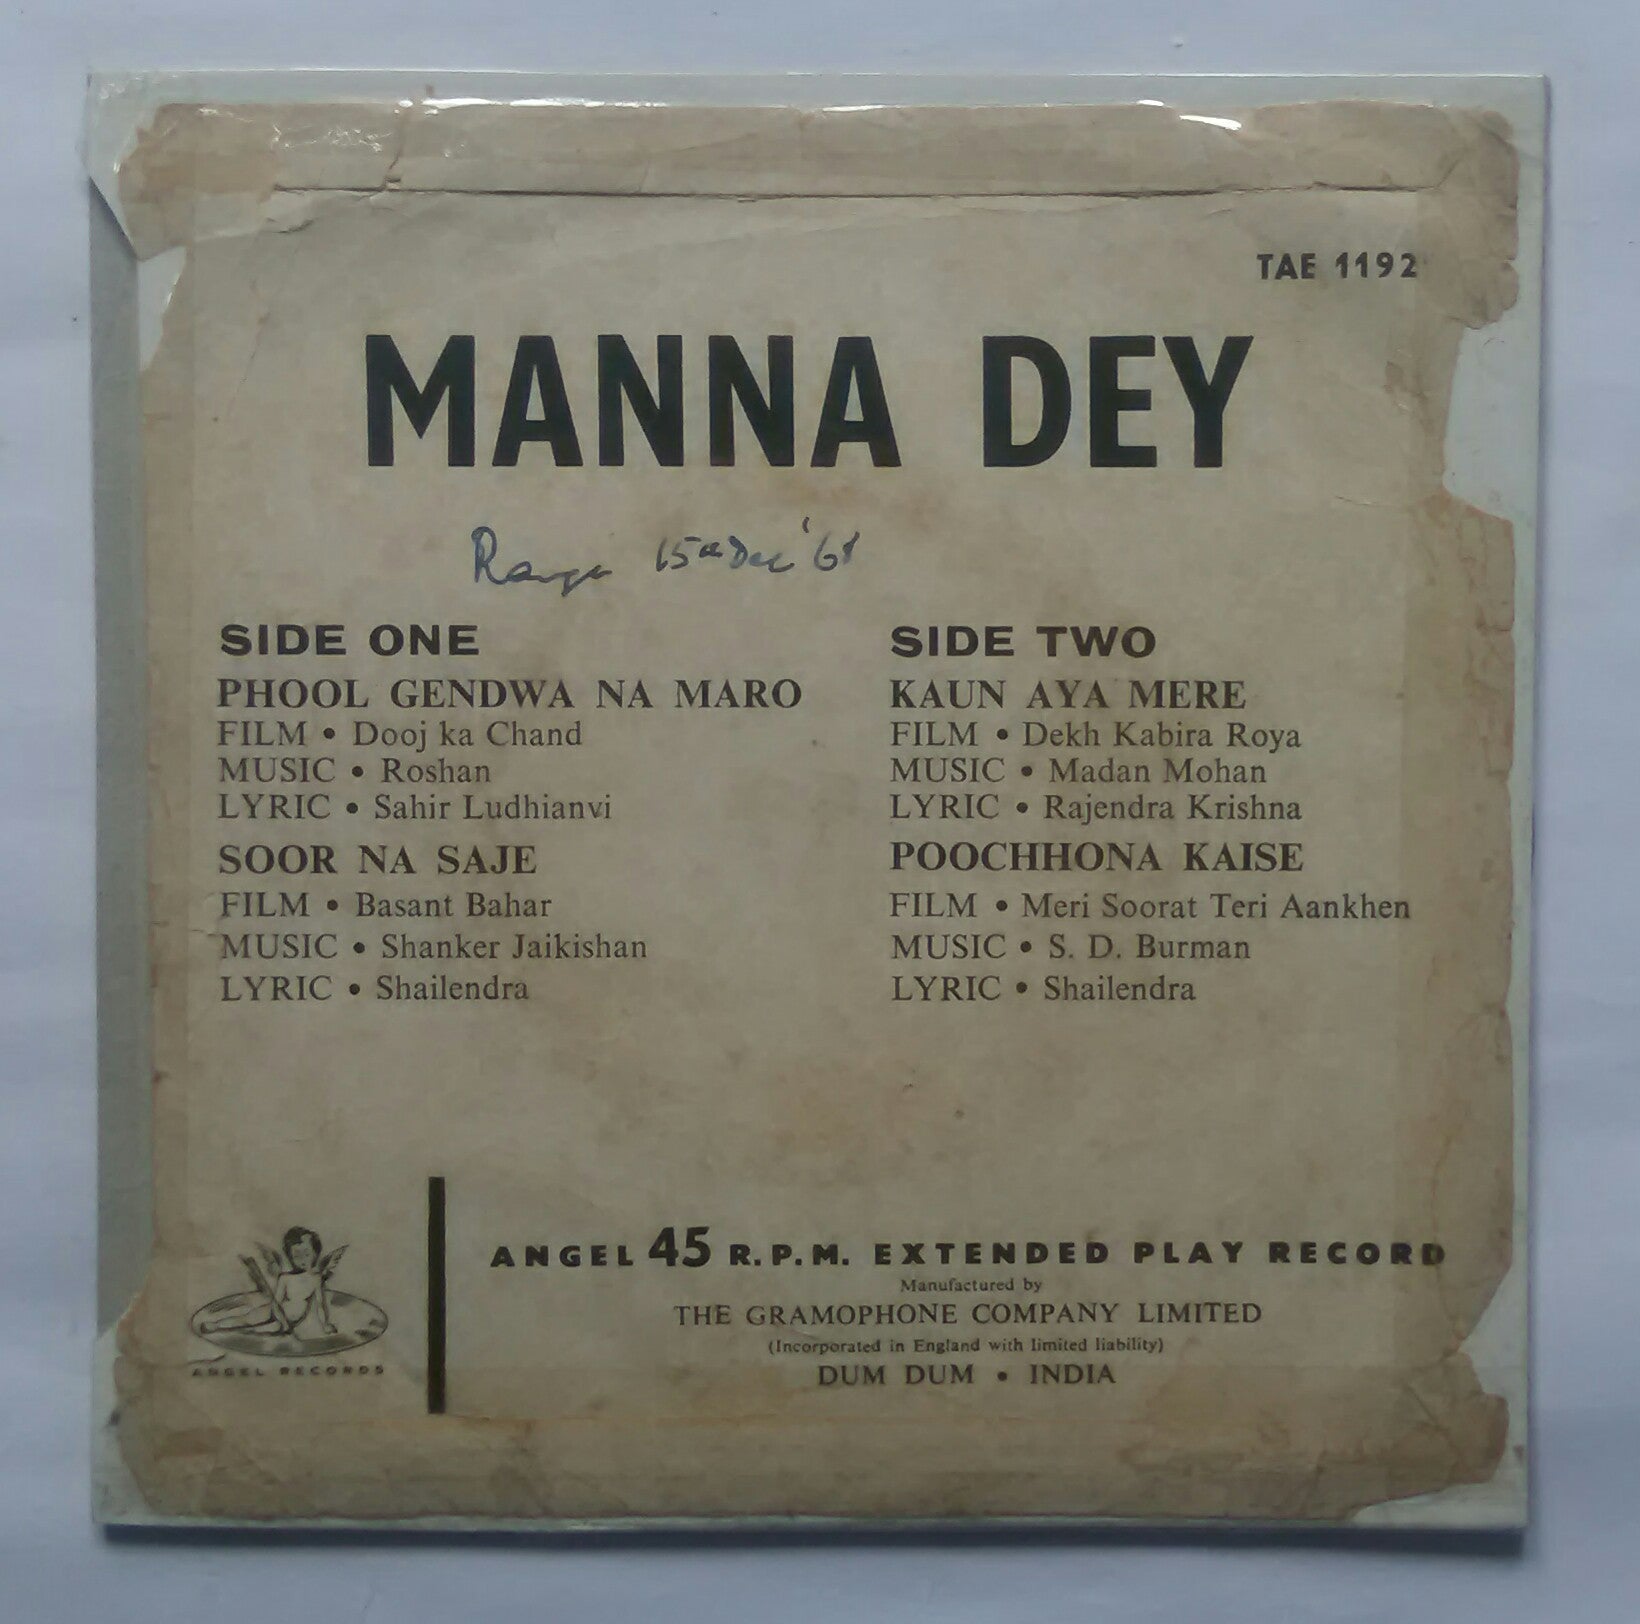 TAE 1192
MANNA DEY
15th Dec '61
SIDE ONE
PHOOL GENDWA NA MARO
FILM • Dooj ka Chand
MUSIC • Roshan
LYRIC • Sahir Ludhianvi
SOOR NA SAJE
FILM • Basant Bahar
MUSIC • Shanker Jaikishan
LYRIC • Shailendra
SIDE TWO
KAUN AYA MERE
FILM • Dekh Kabira Roya
MUSIC • Madan Mohan
LYRIC • Rajendra Krishna
POOCHHONA KAISE
FILM • Meri Soorat Teri Aankhen
MUSIC • S. D. Burman
LYRIC • Shailendra
ANGEL RECORDS
ANGEL 45 R.P.M. EXTENDED PLAY RECORD
Manufactured by
THE GRAMOPHONE COMPANY LIMITED
(Incorporated in England with limited liability)
DUM DUM • INDIA